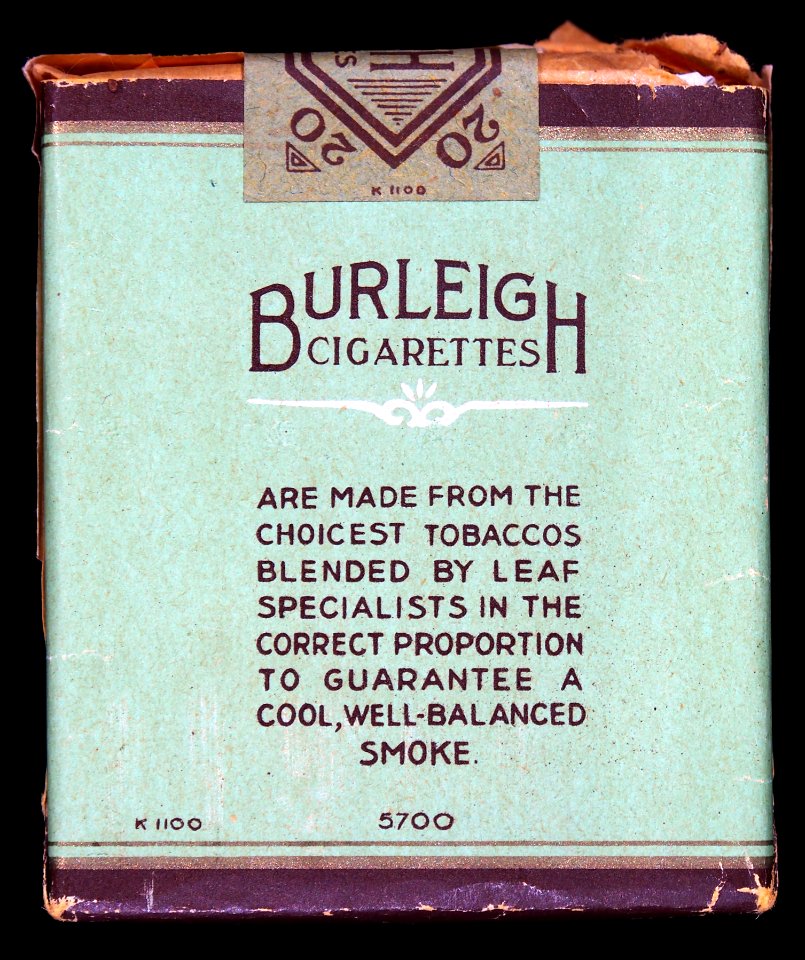 H
20 20
K 1100
BURLEIGH
CIGARETTES
ARE MADE FROM THE
CHOICEST TOBACCOS
BLENDED BY LEAF
SPECIALISTS IN THE
CORRECT PROPORTION
TO GUARANTEE A
COOL, WELL-BALANCED
SMOKE.
K 1100 5700